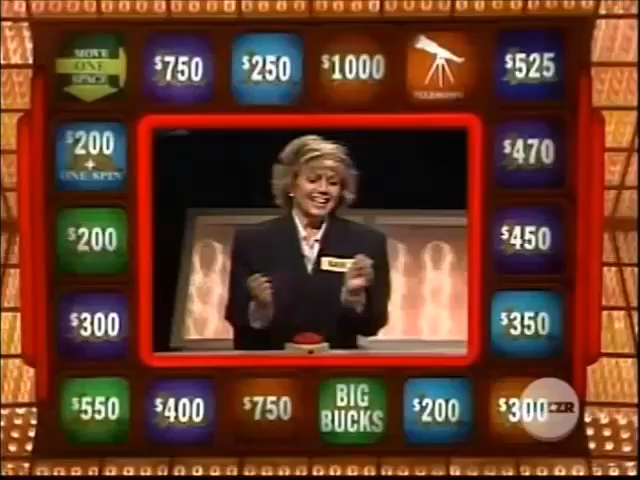 MOVE
ONE
SPACE
$750
$250
$1000
TELESCOPE
$525
$200
+
ONE SPIN
$470
$200
$450
$300
$350
$550
$400
$750
BIG
BUCKS
$200
$300